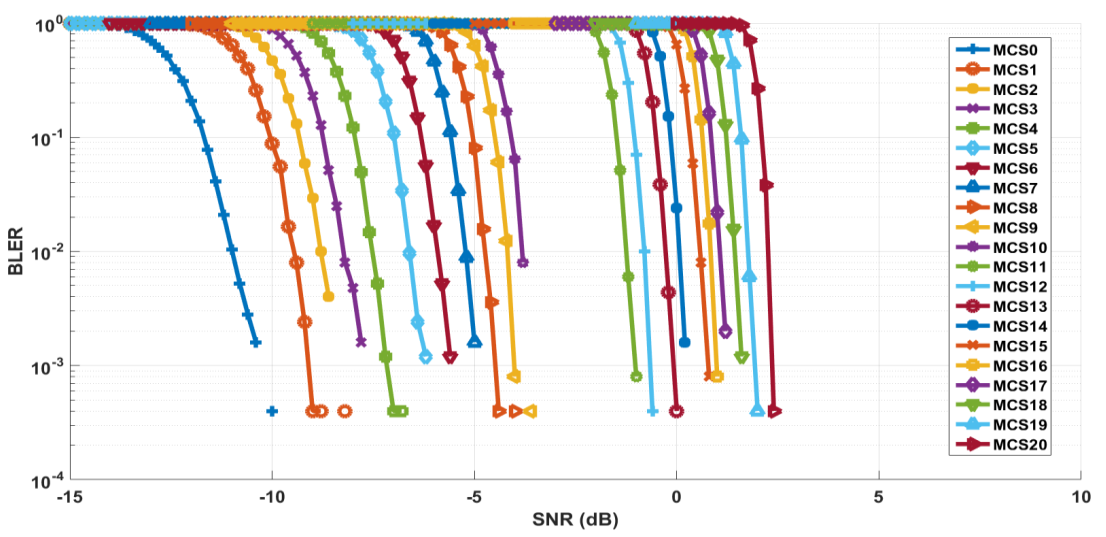 10^0
10^-1
10^-2
10^-3
10^-4
BLER
-15 -10 -5 0 5 10
SNR (dB)
MCS0
MCS1
MCS2
MCS3
MCS4
MCS5
MCS6
MCS7
MCS8
MCS9
MCS10
MCS11
MCS12
MCS13
MCS14
MCS15
MCS16
MCS17
MCS18
MCS19
MCS20